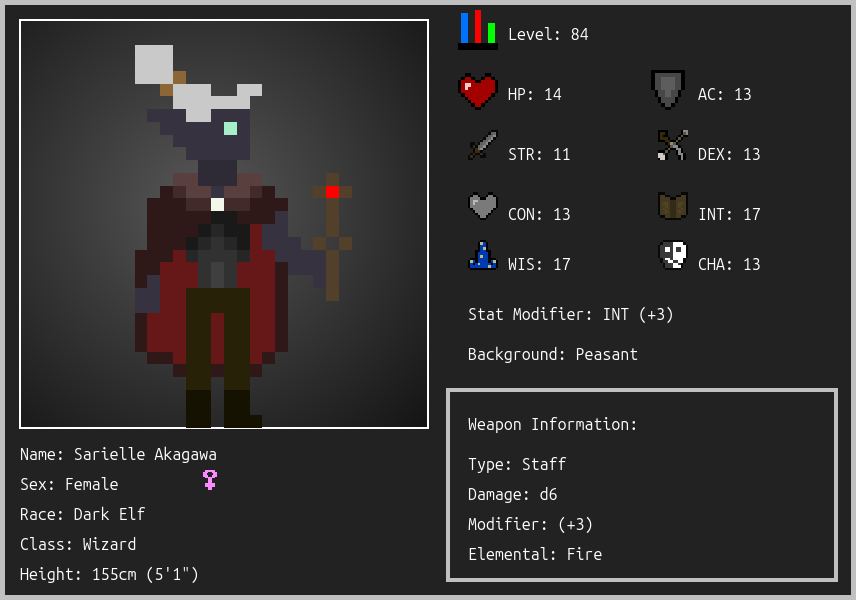 Level: 84
HP: 14
AC: 13
STR: 11
DEX: 13
CON: 13
INT: 17
WIS: 17
CHA: 13
Stat Modifier: INT (+3)
Background: Peasant
Weapon Information:
Type: Staff
Damage: d6
Modifier: (+3)
Elemental: Fire
Name: Sarielle Akagawa
Sex: Female
Race: Dark Elf
Class: Wizard
Height: 155cm (5'1")